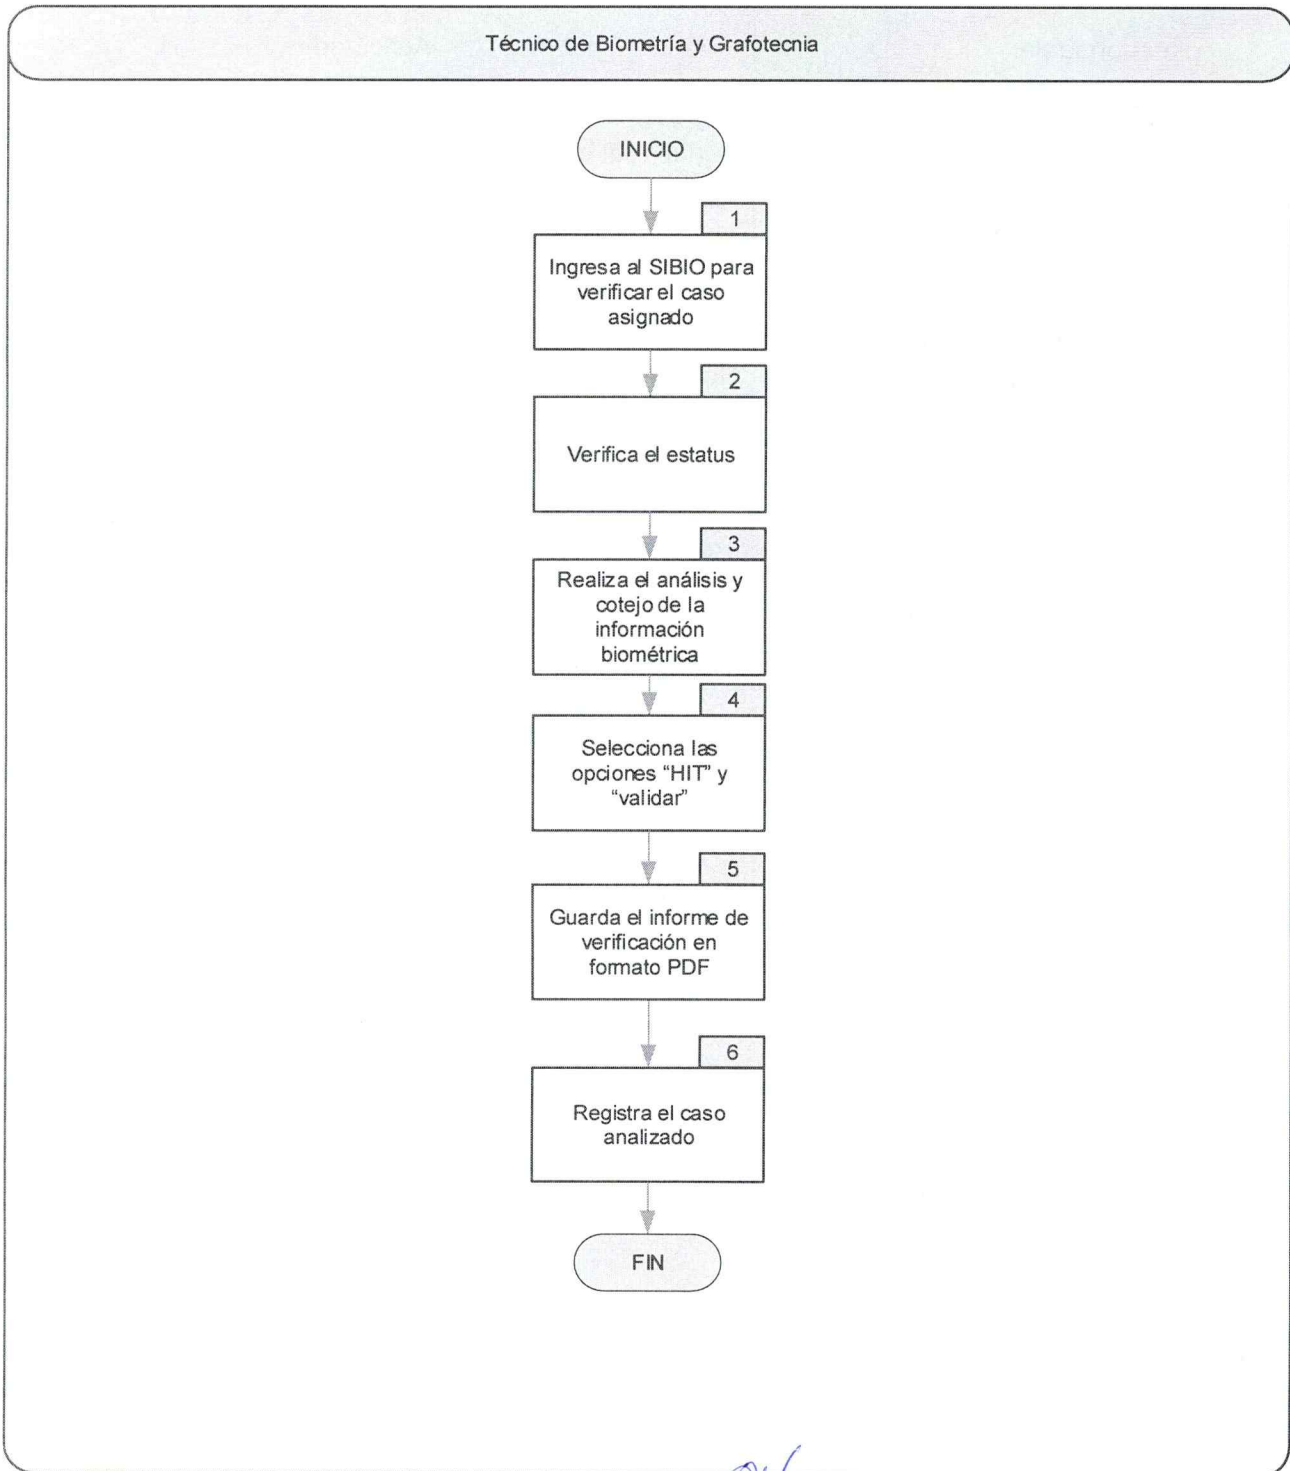 Técnico de Biometría y Grafotecnia
INICIO
1
Ingresa al SIBIO para
verificar el caso
asignado
2
Verifica el estatus
3
Realiza el análisis y
cotejo de la
información
biométrica
4
Selecciona las
opciones “HIT” y
“validar”
5
Guarda el informe de
verificación en
formato PDF
6
Registra el caso
analizado
FIN